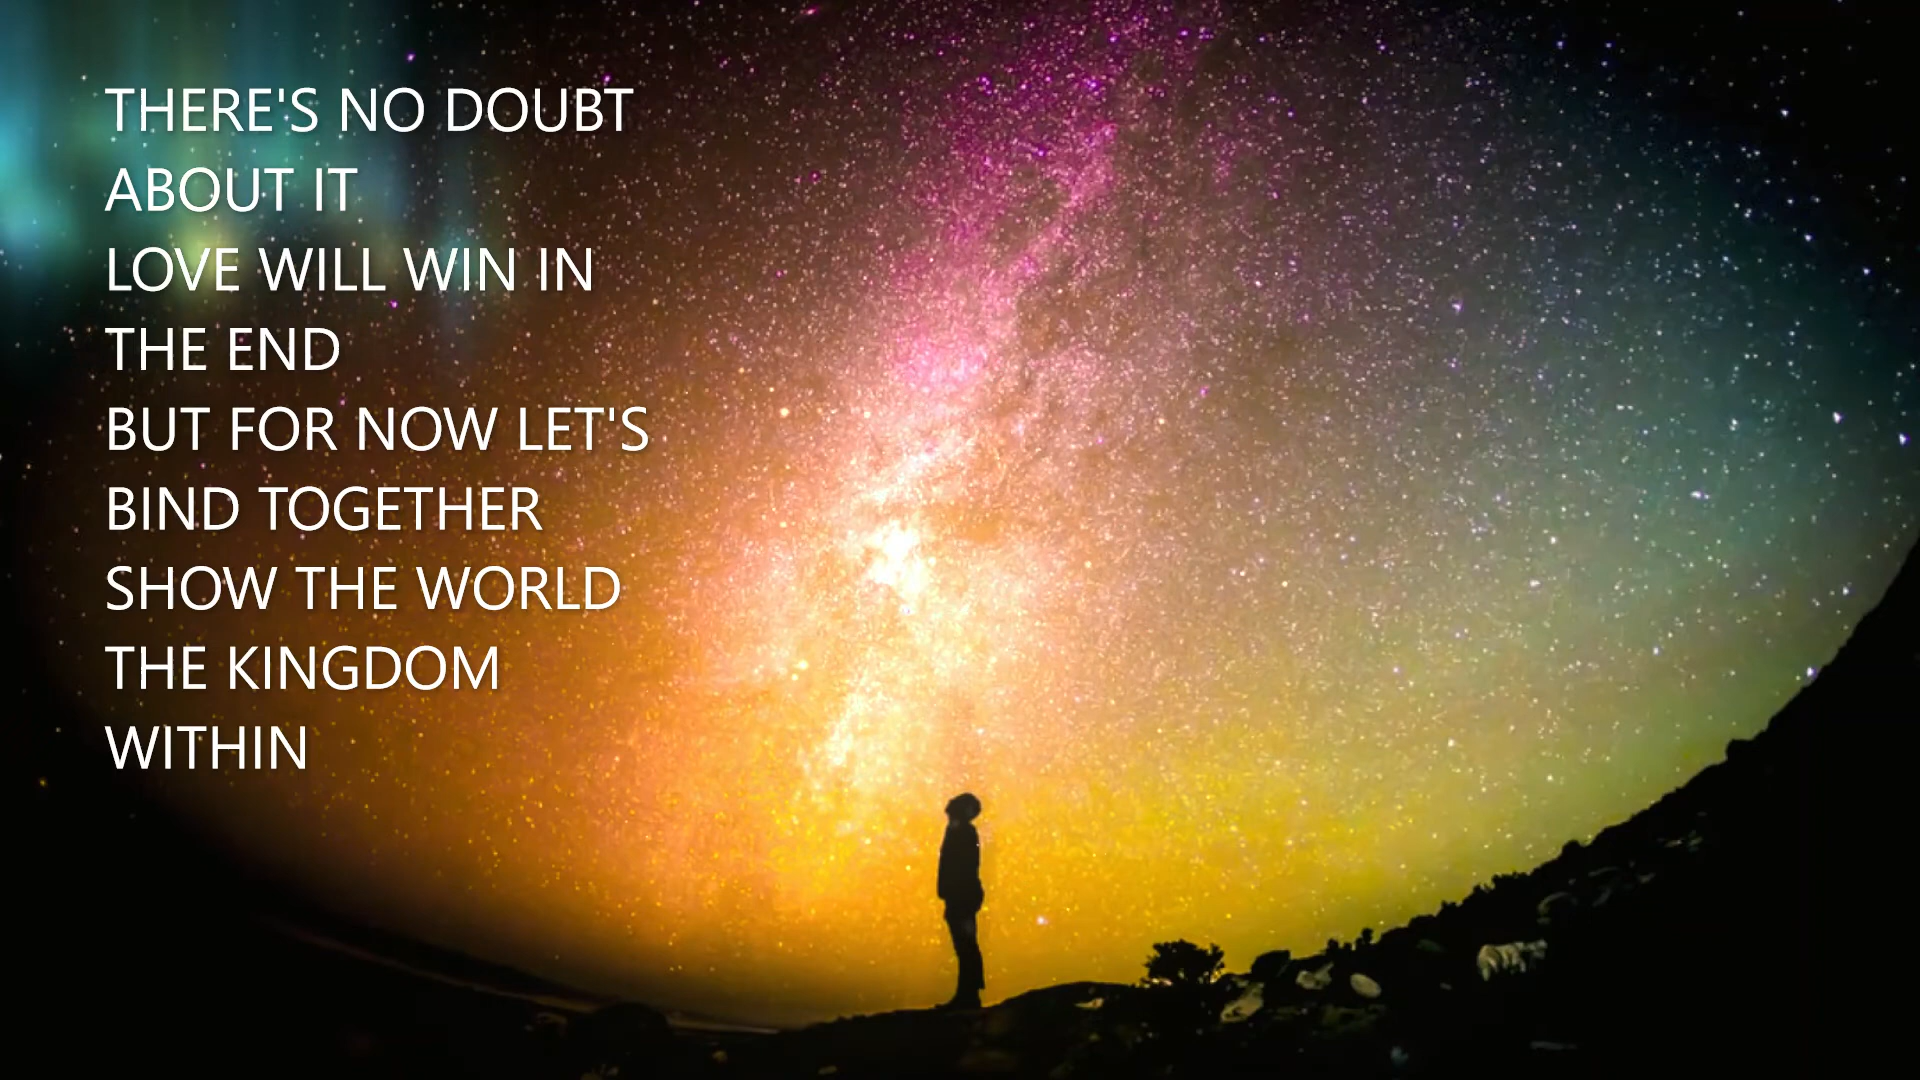 THERE'S NO DOUBT
ABOUT IT
LOVE WILL WIN IN
THE END
BUT FOR NOW LET'S
BIND TOGETHER
SHOW THE WORLD
THE KINGDOM
WITHIN